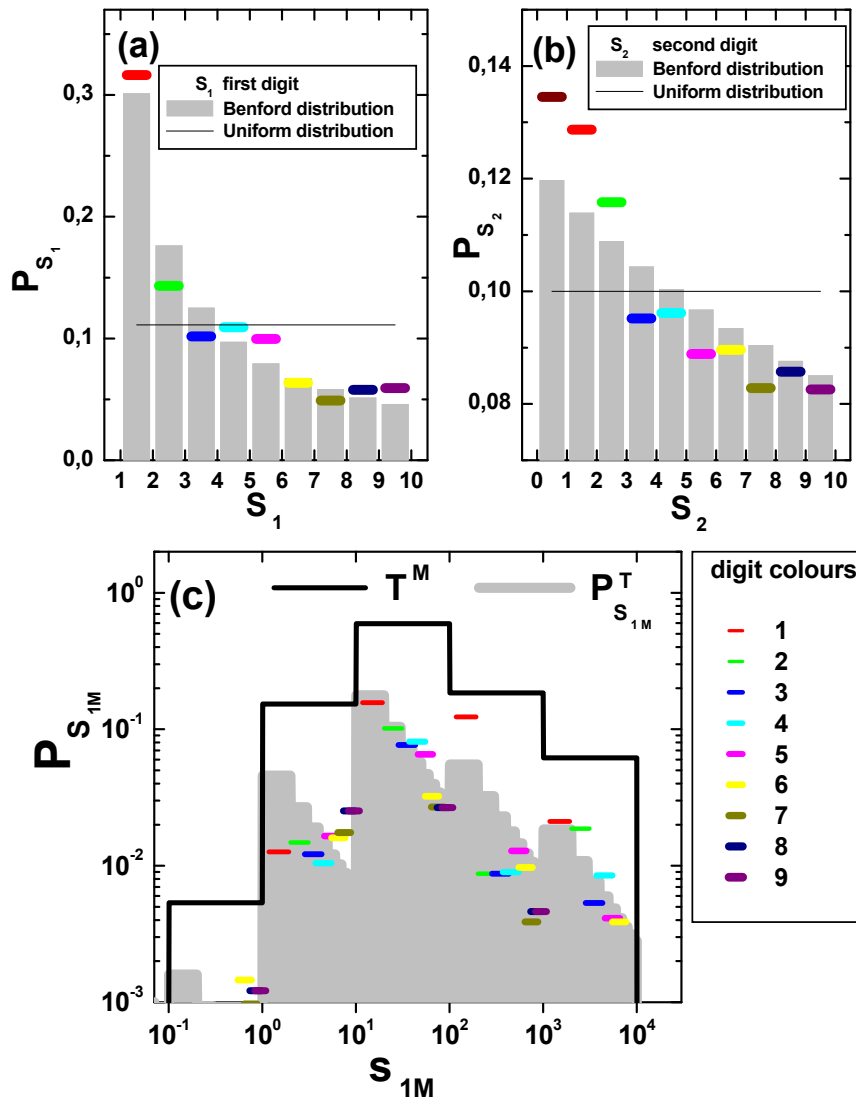 (a)
S1 first digit
Benford distribution
Uniform distribution
PS1
0,3
0,2
0,1
0,0
1 2 3 4 5 6 7 8 9 10
S1
(b)
S2 second digit
Benford distribution
Uniform distribution
PS2
0,14
0,12
0,10
0,08
0 1 2 3 4 5 6 7 8 9 10
S2
(c)
T^M
P^T_S1M
PS1M
10^0
10^-1
10^-2
10^-3
10^-1 10^0 10^1 10^2 10^3 10^4
s1M
digit colours
1
2
3
4
5
6
7
8
9